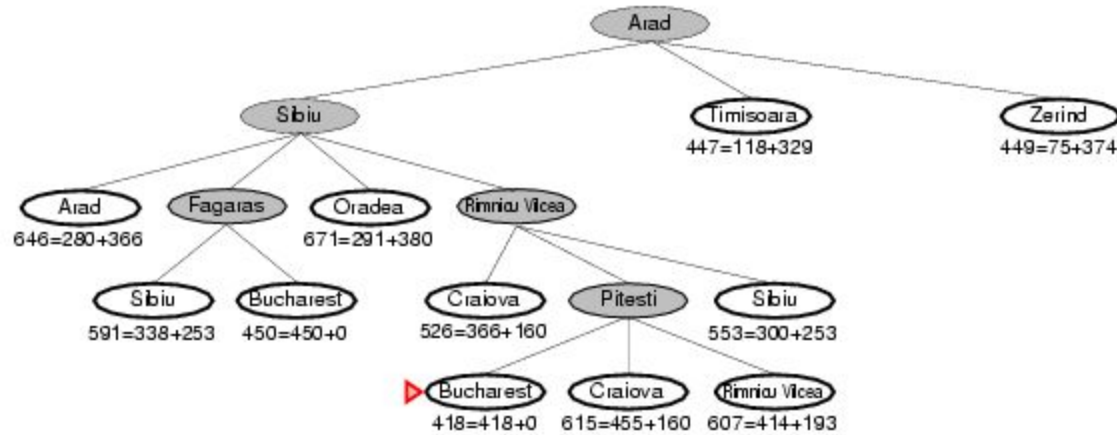 Arad
Sibiu
Timisoara
Zerind
447=118+329
449=75+374
Arad
Fagaras
Oradea
Rimnicu Vilcea
646=280+366
671=291+380
Sibiu
Bucharest
Craiova
Pitesti
Sibiu
591=338+253
450=450+0
526=366+160
553=300+253
Bucharest
Craiova
Rimnicu Vilcea
418=418+0
615=455+160
607=414+193